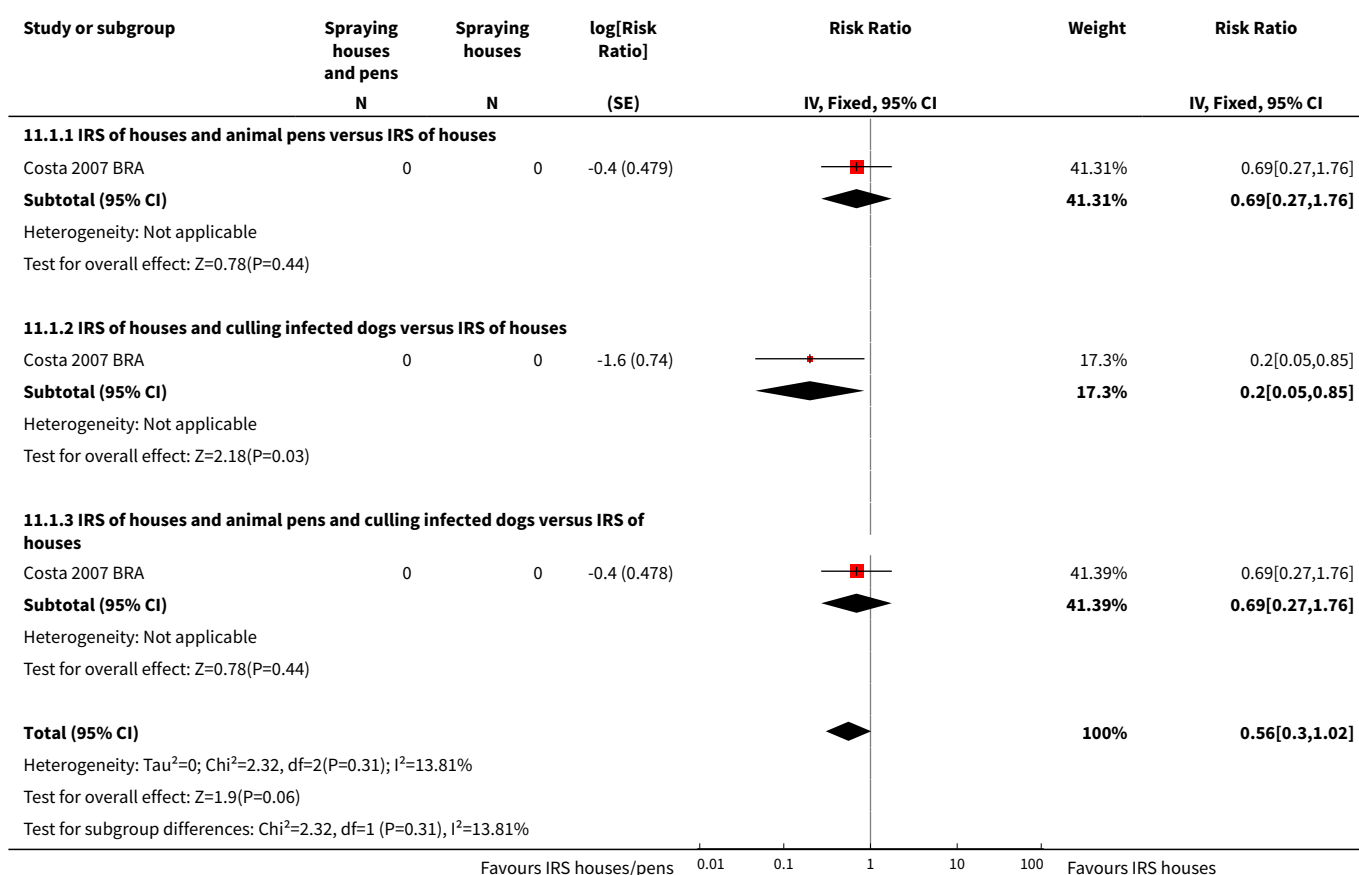 Study or subgroup Spraying houses and pens Spraying houses log[Risk Ratio] Risk Ratio Weight Risk Ratio
N N (SE) IV, Fixed, 95% CI IV, Fixed, 95% CI
11.1.1 IRS of houses and animal pens versus IRS of houses
Costa 2007 BRA 0 0 -0.4 (0.479) 41.31% 0.69[0.27,1.76]
Subtotal (95% CI) 41.31% 0.69[0.27,1.76]
Heterogeneity: Not applicable
Test for overall effect: Z=0.78(P=0.44)
11.1.2 IRS of houses and culling infected dogs versus IRS of houses
Costa 2007 BRA 0 0 -1.6 (0.74) 17.3% 0.2[0.05,0.85]
Subtotal (95% CI) 17.3% 0.2[0.05,0.85]
Heterogeneity: Not applicable
Test for overall effect: Z=2.18(P=0.03)
11.1.3 IRS of houses and animal pens and culling infected dogs versus IRS of
houses
Costa 2007 BRA 0 0 -0.4 (0.478) 41.39% 0.69[0.27,1.76]
Subtotal (95% CI) 41.39% 0.69[0.27,1.76]
Heterogeneity: Not applicable
Test for overall effect: Z=0.78(P=0.44)
Total (95% CI) 100% 0.56[0.3,1.02]
Heterogeneity: Tau²=0; Chi²=2.32, df=2(P=0.31); I²=13.81%
Test for overall effect: Z=1.9(P=0.06)
Test for subgroup differences: Chi²=2.32, df=1 (P=0.31), I²=13.81%
Favours IRS houses/pens 0.01 0.1 1 10 100 Favours IRS houses